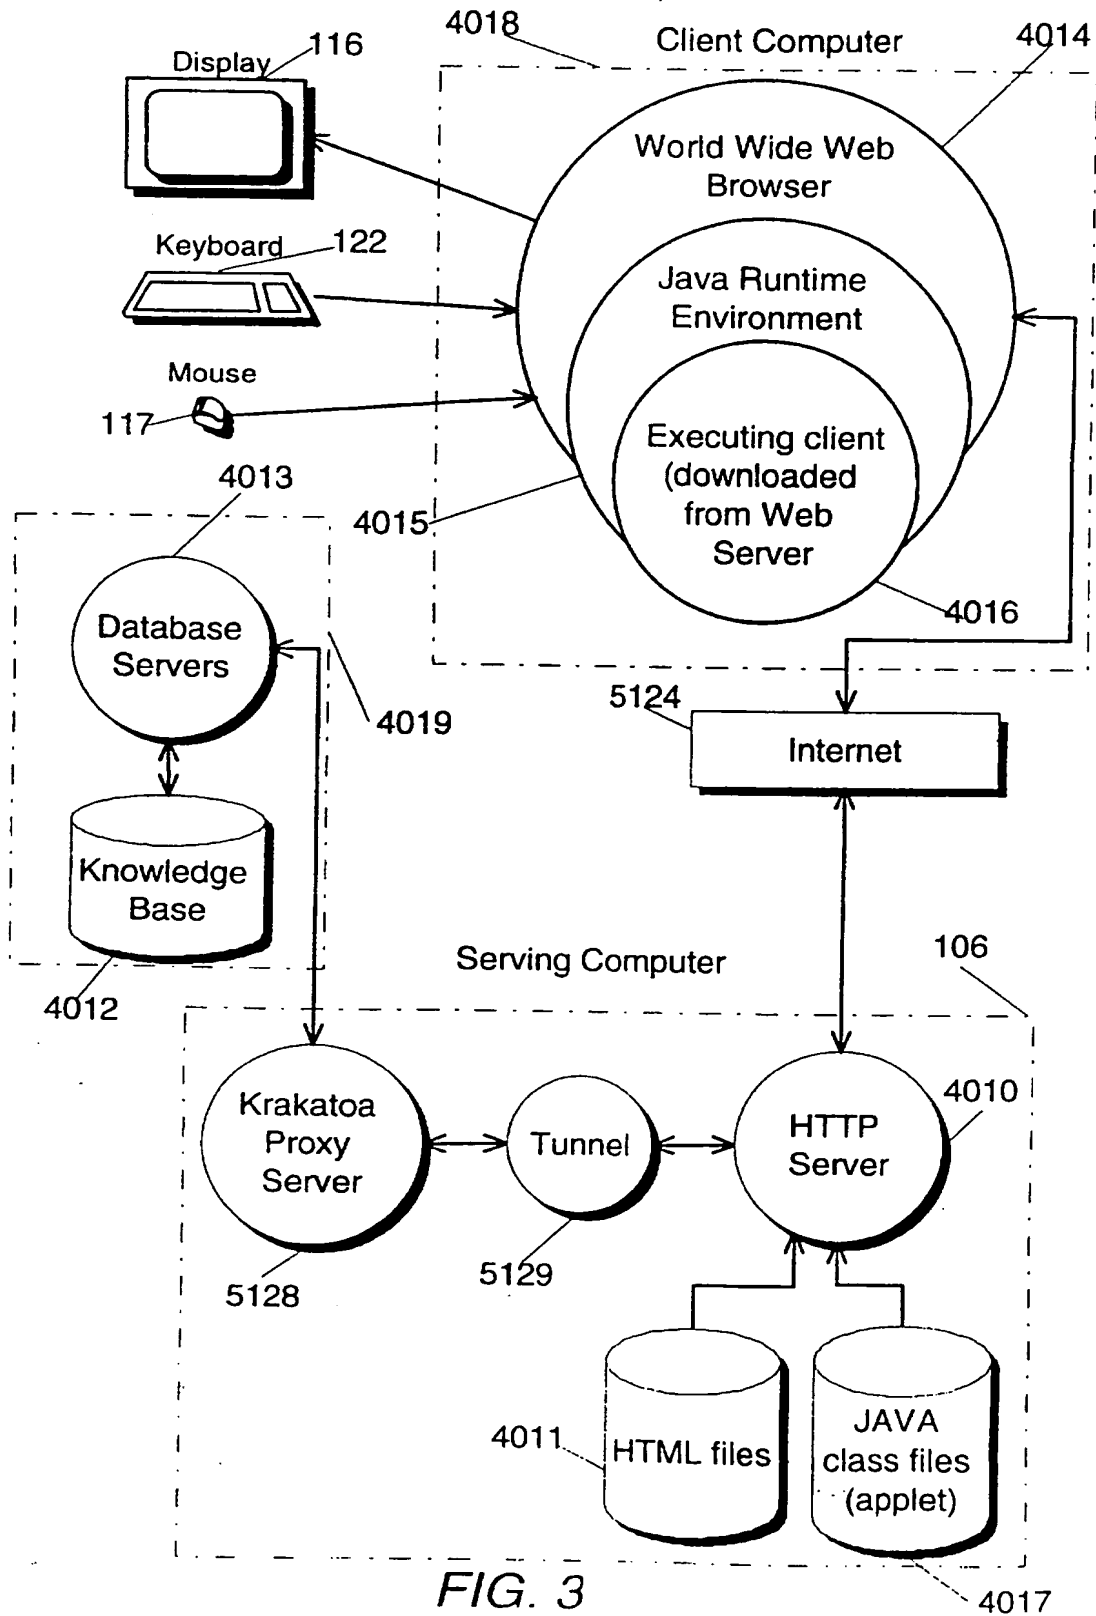 4018
Client Computer
4014
116
Display
World Wide Web
Browser
Keyboard
122
Java Runtime
Environment
Mouse
117
Executing client
(downloaded
from Web
Server
4013
4015
4016
Database
Servers
4019
5124
Internet
Knowledge
Base
4012
Serving Computer
106
Krakatoa
Proxy
Server
Tunnel
HTTP
Server
4010
5128
5129
4011
HTML files
JAVA
class files
(applet)
4017
FIG. 3